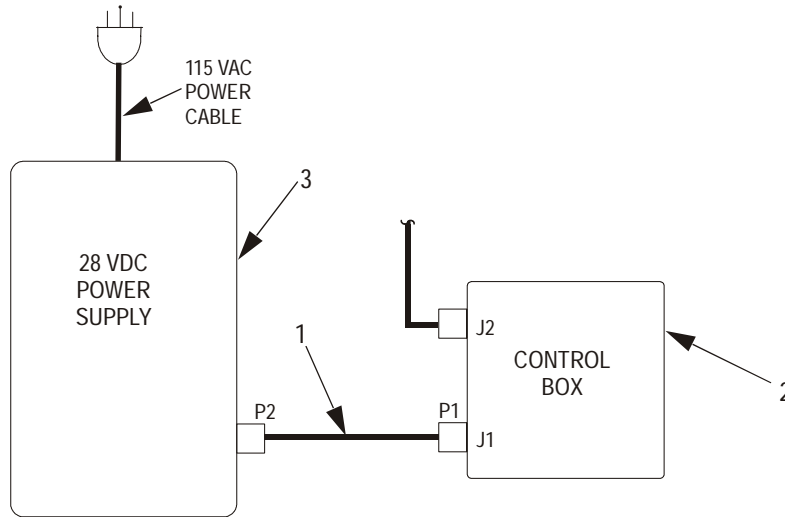 115 VAC
POWER
CABLE
3
28 VDC
POWER
SUPPLY
J2
1
CONTROL
BOX
2
P2
P1
J1